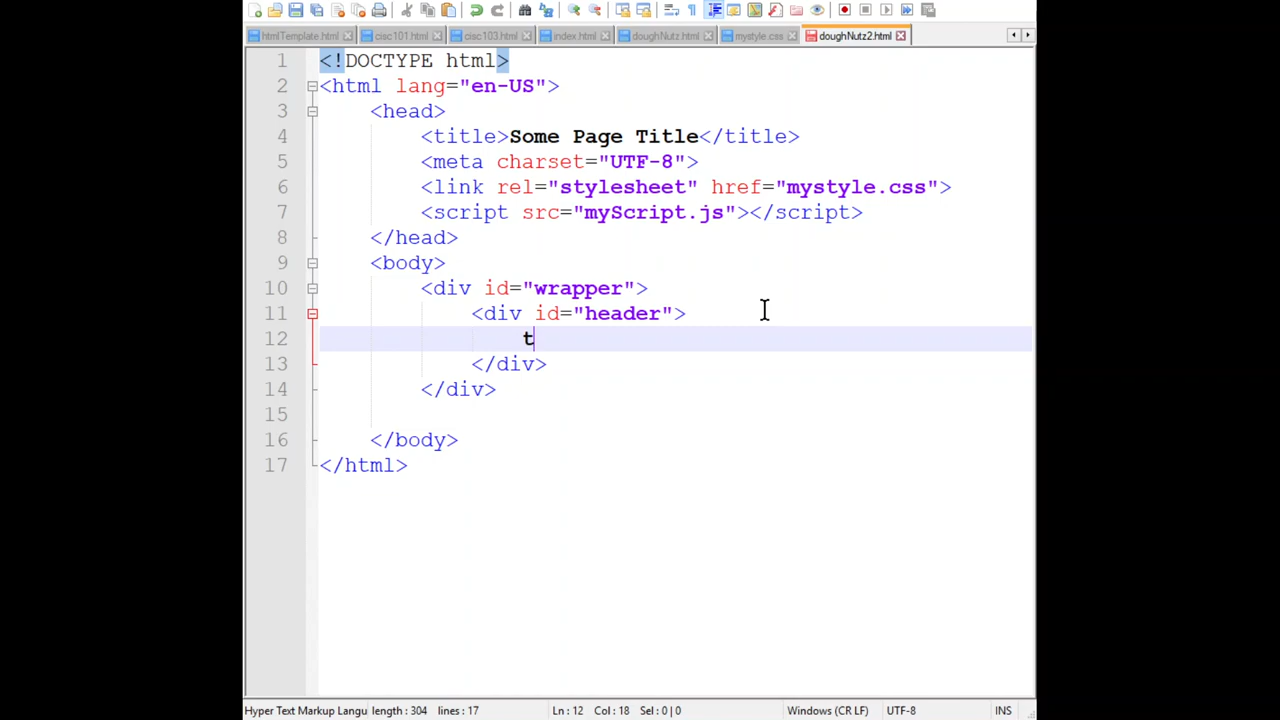 htmlTemplate.html cisc101.html cisc103.html index.html doughNutz.html mystyle.css doughNutz2.html
1 <!DOCTYPE html>
2 <html lang="en-US">
3 <head>
4 <title>Some Page Title</title>
5 <meta charset="UTF-8">
6 <link rel="stylesheet" href="mystyle.css">
7 <script src="myScript.js"></script>
8 </head>
9 <body>
10 <div id="wrapper">
11 <div id="header">
12 t
13 </div>
14 </div>
15
16 </body>
17 </html>
Hyper Text Markup Langu length : 304 lines : 17 Ln : 12 Col : 18 Sel : 0 | 0 Windows (CR LF) UTF-8 INS